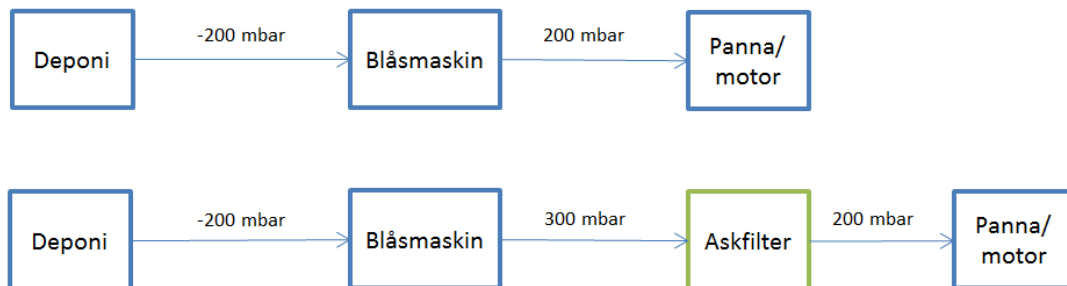 Deponi
-200 mbar
Blåsmaskin
200 mbar
Panna/
motor
Deponi
-200 mbar
Blåsmaskin
300 mbar
Askfilter
200 mbar
Panna/
motor